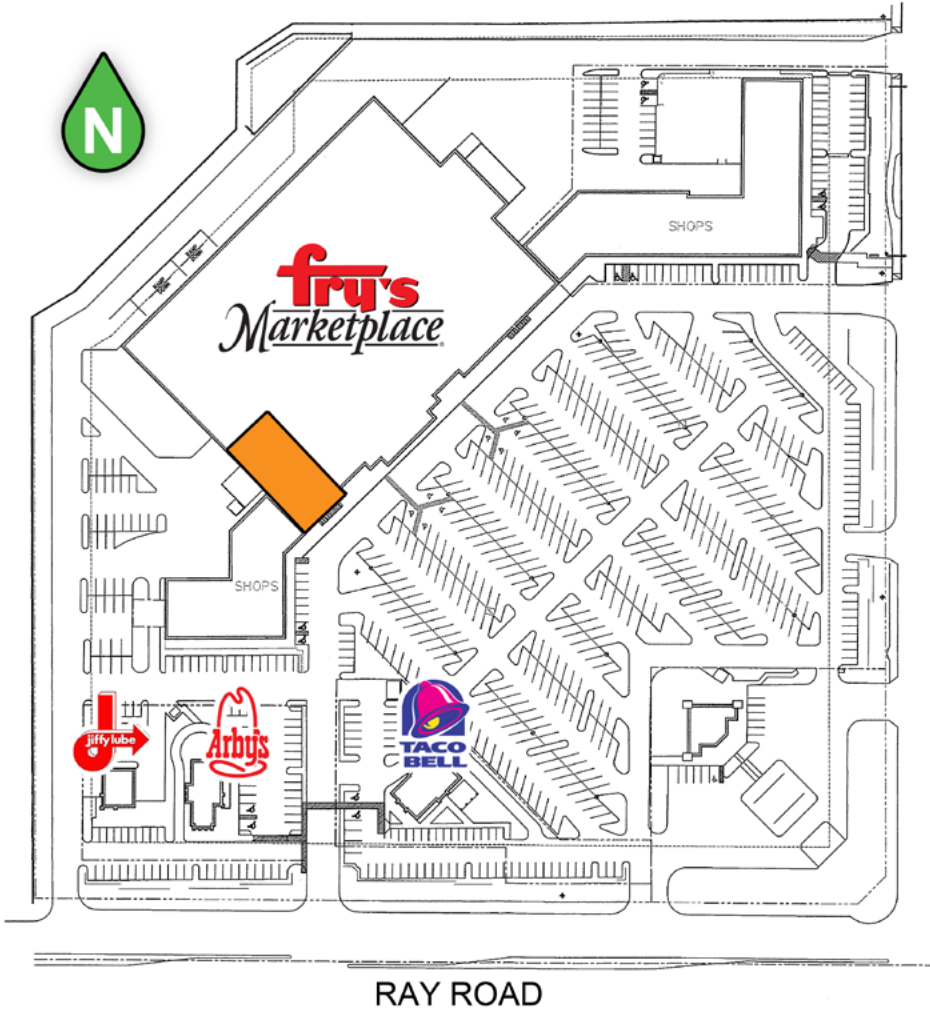 N
SHOPS
fry's
Marketplace
SHOPS
jiffy lube
Arby's
TACO
BELL
RAY ROAD